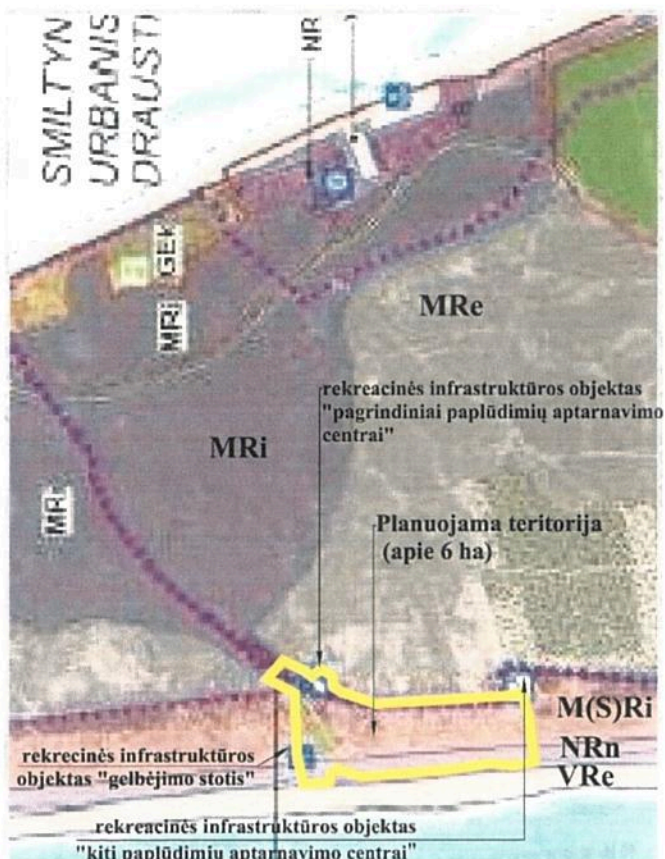 SMILTYN
URBANIS
DRAUSTI
NR
GEk
MRi
MRe
rekreacinės infrastruktūros objektas
"pagrindiniai paplūdimių aptarnavimo
centrai"
MRi
MRi
Planuojama teritorija
(apie 6 ha)
M(S)Ri
NRn
VRe
rekrecinės infrastruktūros
objektas "gelbėjimo stotis"
rekreacinės infrastruktūros objektas
"kiti paplūdimių aptarnavimo centrai"